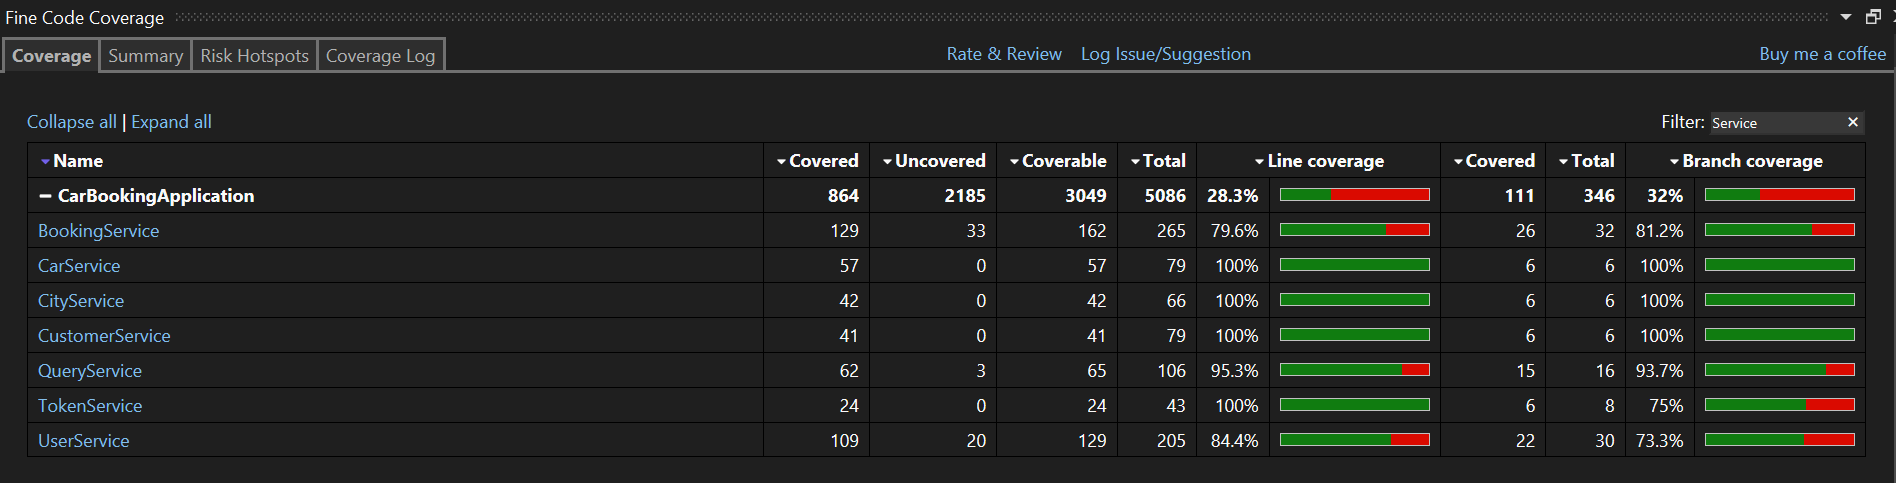 Fine Code Coverage
Coverage Summary Risk Hotspots Coverage Log Rate & Review Log Issue/Suggestion Buy me a coffee
Collapse all | Expand all Filter: Service
Name Covered Uncovered Coverable Total Line coverage Covered Total Branch coverage
CarBookingApplication 864 2185 3049 5086 28.3% 111 346 32%
BookingService 129 33 162 265 79.6% 26 32 81.2%
CarService 57 0 57 79 100% 6 6 100%
CityService 42 0 42 66 100% 6 6 100%
CustomerService 41 0 41 79 100% 6 6 100%
QueryService 62 3 65 106 95.3% 15 16 93.7%
TokenService 24 0 24 43 100% 6 8 75%
UserService 109 20 129 205 84.4% 22 30 73.3%